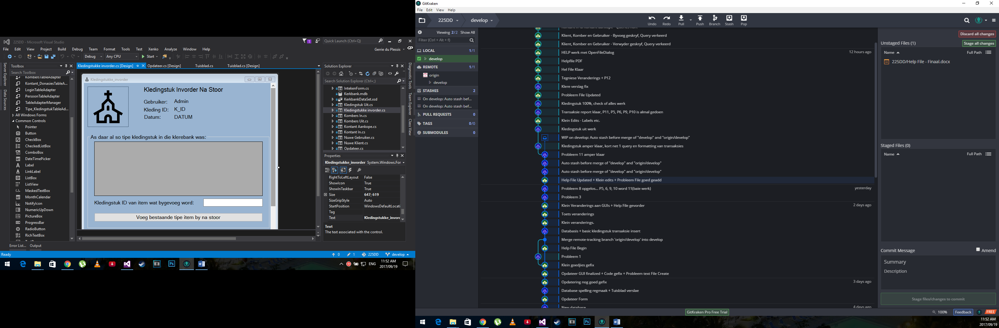 225DD - Microsoft Visual Studio
1
Quick Launch (Ctrl+Q)
File Edit View Project Build Debug Team Format Tools Test Xenko Analyze Window Help
Gerrie du Plessis
GP
Debug Any CPU Start
Server Explorer
Data Sources
Toolbox
Search Toolbox
KombersTableAdapter
Kontant_DonasiesTableA...
LoginTableAdapter
PersoonTableAdapter
TableAdapterManager
Tipe_KledingstukTableAd...
All Windows Forms
Common Controls
Pointer
Button
CheckBox
CheckedListBox
ComboBox
DateTimePicker
Label
LinkLabel
ListBox
ListView
MaskedTextBox
MonthCalendar
NotifyIcon
NumericUpDown
PictureBox
ProgressBar
RadioButton
RichTextBox
Error List... Output
Kledingstukke invorder.cs [Design] Opdateer.cs [Design] Tuisblad.cs Tuisblad.cs [Design]
Kledingstukke_invorder
Kledingstuk Invorder Na Stoor
Gebruiker: Admin
Kleding ID: K_ID
Datum: DATUM
As daar al so tipe kledingstuk in die klerebank was:
Kledingstuk ID van item wat bygevoeg word:
Voeg bestaande tipe item by na stoor
Solution Explorer
Search Solution Explorer (Ctrl+;)
IntekenForm.cs
Kerkbank.mdb
KerkbankDataSet.xsd
Kledingstuk Uit.cs
Kledingstukke invorder.cs
Kombers In.cs
Kombers Uit.cs
Kontant Aankope.cs
Kontant In.cs
Nuwe Gebruiker.cs
Nuwe Klient.cs
Opdateer.cs
Properties
Kledingstukke_invorder System.Windows.For
RightToLeftLayout False
ShowIcon True
ShowInTaskbar True
Size 647; 619
SizeGripStyle Auto
StartPosition WindowsDefaultLocati
Tag
Text Kledingstukke_invord
Text
The text associated with the control.
Diagnostic Tools
Team Explorer
Class View
Ready
0 1 225DD develop
Ps
ENG
11:52 AM
2017/09/19
GitKraken
File Edit View Help
225DD develop
Undo Redo Pull Push Branch Stash Pop
Viewing 2/2 Show All
Filter (Ctrl + Alt + f)
LOCAL 1/1
develop
REMOTE 1/1
origin
develop
STASHES 2
On develop: Auto stash bef...
On develop: Auto stash bef...
PULL REQUESTS 0
TAGS 0/0
SUBMODULES 0
Kontant In & Kontant aankope - Queries kort
Klient, Komber en Gebruiker - Byvoeg geskryf, Query verkeerd
Klient, Komber en Gebruiker - Verwyder geskryf, Query verkeerd
HELP werk met OpenFileDialog 12 hours ago
Helpfile PDF
Hel File Klaar
Tegniese Veranderings + P12
Klere verslag fix
Probleem File Updated
Kledingstuk 100%, check of alles werk
Transaksie report klaar, P11, P5, P6, P9, P10 is almal gedoen
Klein Edits - Labels etc.
Kledingstuk uit werk
WIP on develop: Auto stash before merge of "develop" and "origin/develop"
Kledingstuk amper klaar, kort net 1 query en formatting van transaksies
Probleem 11 amper klaar
Auto stash before merge of "develop" and "origin/develop"
Auto stash before merge of "develop" and "origin/develop"
Help File Updated + Klein edits + Probleem File goed geadd
Probleem 8 opgelos... P5, 6, 9, 10 word 11(baie werk) yesterday
Probleem 3
Klein Veranderings aan GUIs + Help File gevorder 2 days ago
Toets veranderings
Klein veranderings.
Databasis + basic kledingstuk transaksie insert
Merge remote-tracking branch 'origin/develop' into develop
Help File Begin
Probleem 1
Klein goedjies gefix
Opdateer GUI finalized + Code gefix + Probleem text File Create
Opdatering nog goed gefix 3 days ago
Database spelling regmaak + Tuisblad verslae
Opdateer Form
New database 4 days ago
Discard all changes
Unstaged Files (1) Stage all changes
Name Full Path
225DD/Help File - Finaal.docx
Staged Files (0)
Name Full Path
Commit Message Amend
Summary
Description
Stage files/changes to commit
GitKraken Pro Free Trial
100% Feedback FREE
Ps
11:52 AM
2017/09/19